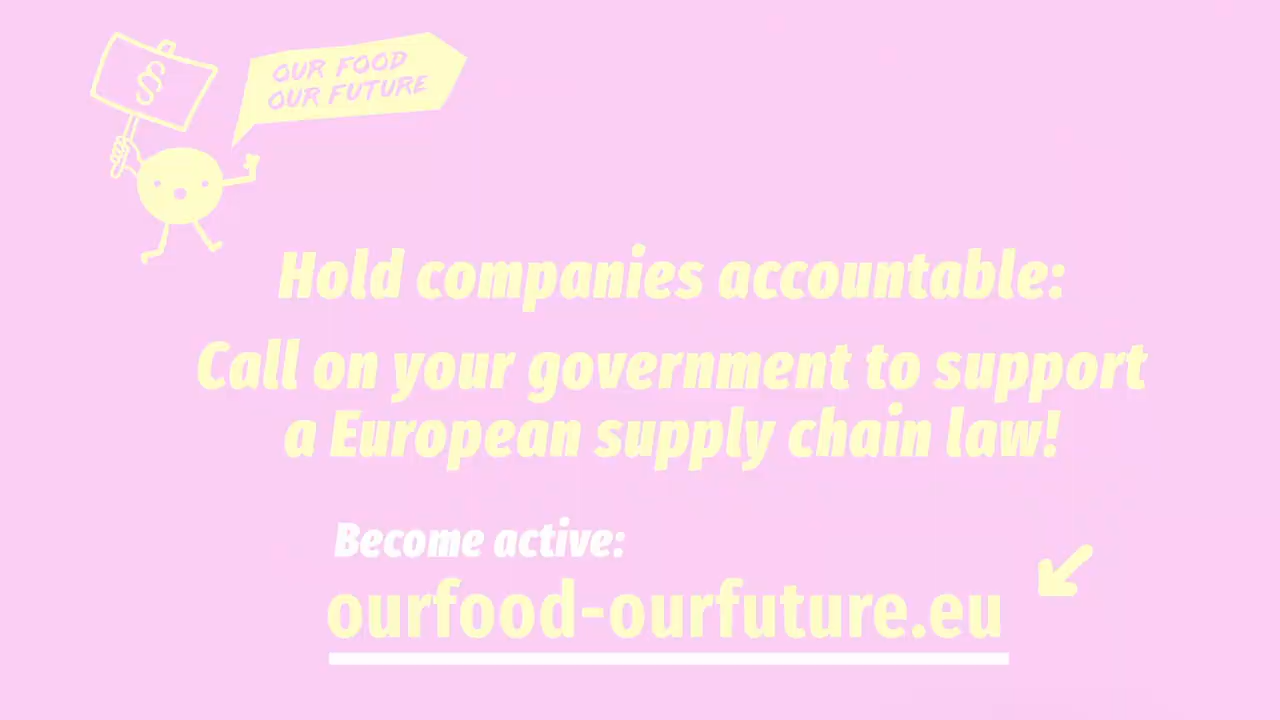 §
OUR FOOD
OUR FUTURE
Hold companies accountable:
Call on your government to support
a European supply chain law!
Become active:
ourfood-ourfuture.eu